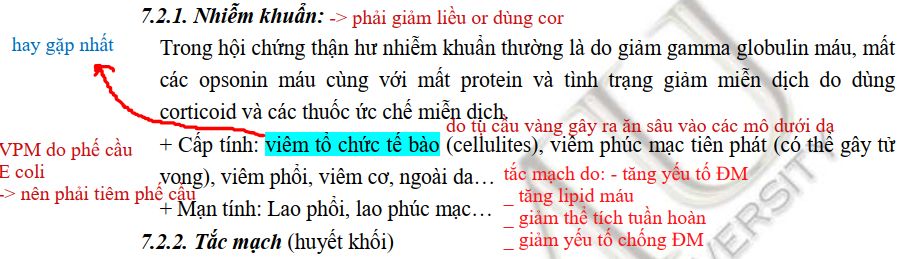 7.2.1. Nhiễm khuẩn: -> phải giảm liều or dùng cor
hay gặp nhất
Trong hội chứng thận hư nhiễm khuẩn thường là do giảm gamma globulin máu, mất
các opsonin máu cùng với mất protein và tình trạng giảm miễn dịch do dùng
corticoid và các thuốc ức chế miễn dịch.
do tụ cầu vàng gây ra ăn sâu vào các mô dưới da
+ Cấp tính: viêm tổ chức tế bào (cellulites), viêm phúc mạc tiên phát (có thể gây tử
vong), viêm phổi, viêm cơ, ngoài da…
VPM do phế cầu
E coli
-> nên phải tiêm phế cầu
tắc mạch do: - tăng yếu tố ĐM
_ tăng lipid máu
_ giảm thể tích tuần hoàn
_ giảm yếu tố chống ĐM
+ Mạn tính: Lao phổi, lao phúc mạc…
7.2.2. Tắc mạch (huyết khối)
VERSITY